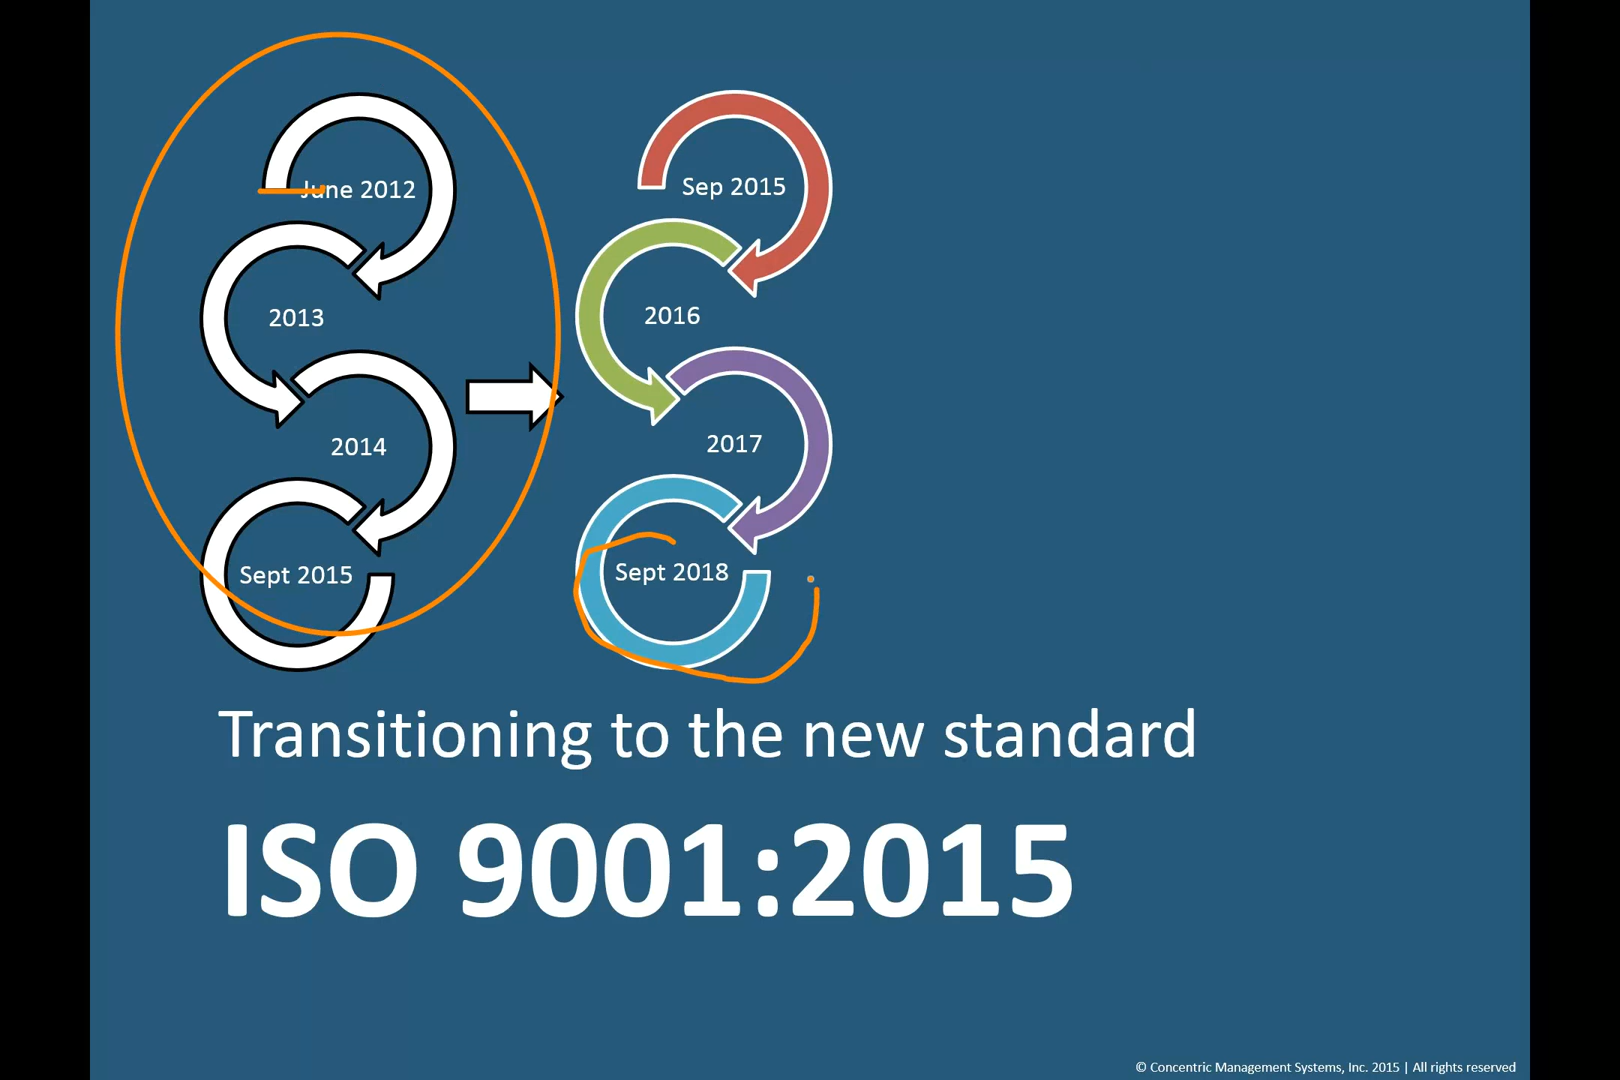 June 2012
2013
2014
Sept 2015
Sep 2015
2016
2017
Sept 2018
Transitioning to the new standard
ISO 9001:2015
© Concentric Management Systems, Inc. 2015 | All rights reserved